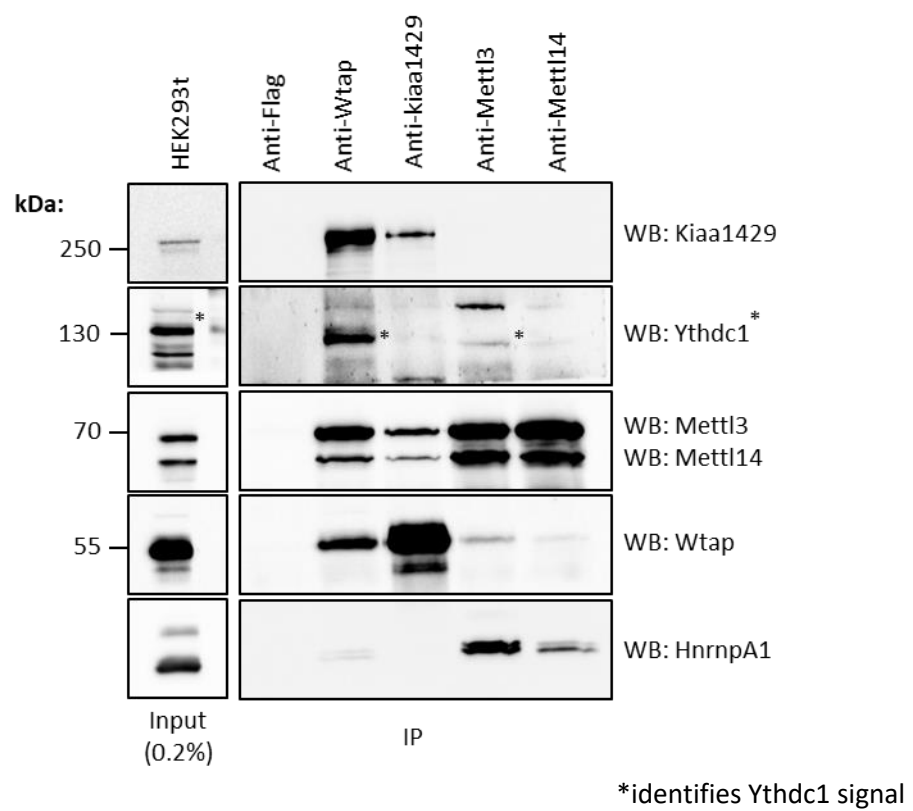 HEK293t
Anti-Flag
Anti-Wtap
Anti-kiaa1429
Anti-Mettl3
Anti-Mettl14
kDa:
250
WB: Kiaa1429
*
130
*
*
WB: Ythdc1*
70
WB: Mettl3
WB: Mettl14
55
WB: Wtap
WB: HnrnpA1
Input
(0.2%)
IP
*identifies Ythdc1 signal